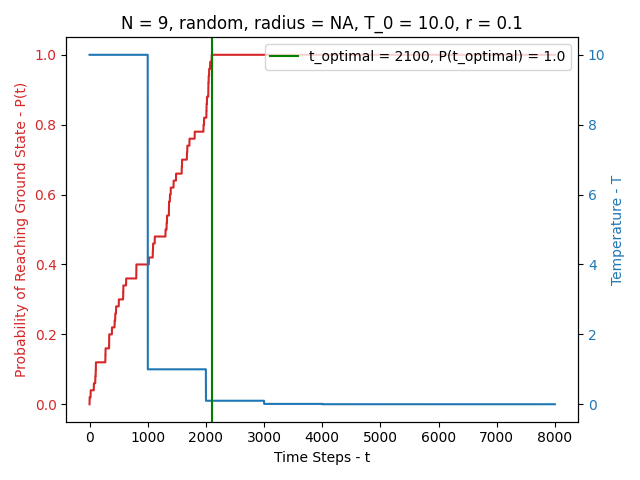 N = 9, random, radius = NA, T_0 = 10.0, r = 0.1
t_optimal = 2100, P(t_optimal) = 1.0
Probability of Reaching Ground State - P(t)
1.0
0.8
0.6
0.4
0.2
0.0
10
8
6
4
2
0
Temperature - T
0 1000 2000 3000 4000 5000 6000 7000 8000
Time Steps - t